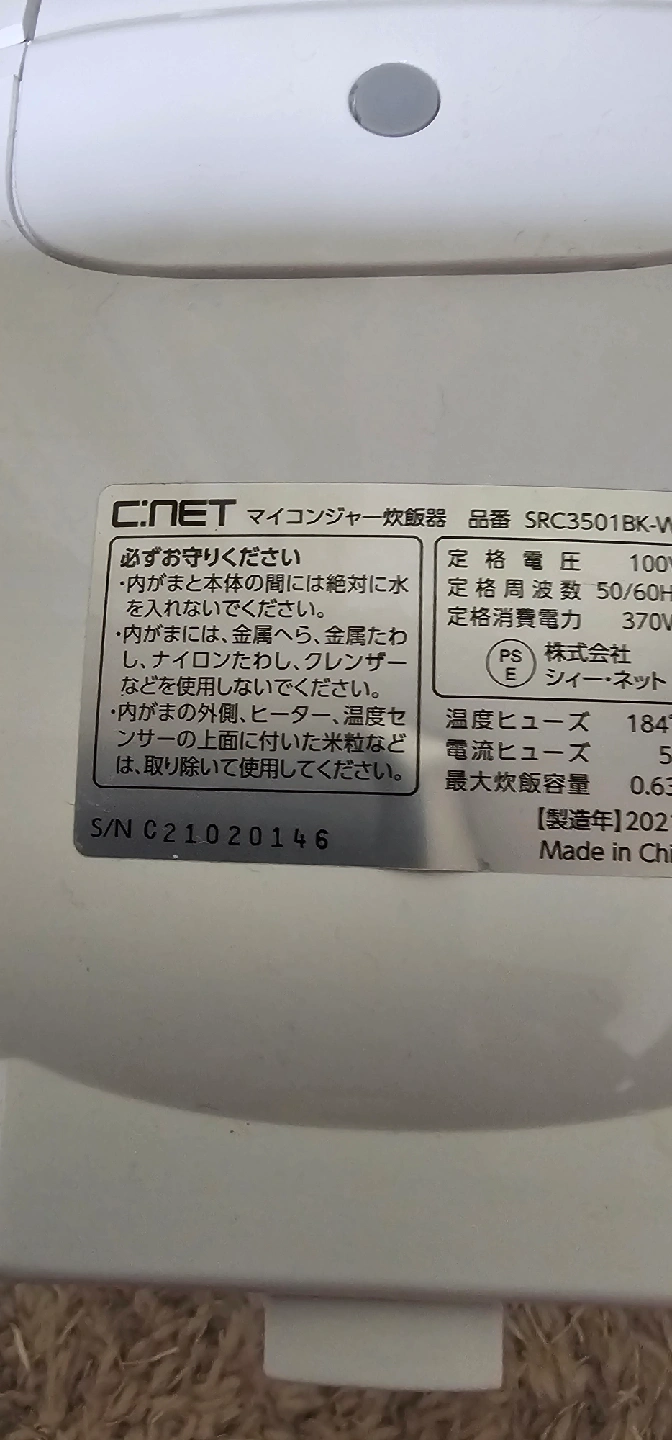 C:NET マイコンジャー炊飯器 品番 SRC3501BK-W
必ずお守りください
・内がまと本体の間には絶対に水
を入れないでください。
・内がまには、金属へら、金属たわ
し、ナイロンたわし、クレンザー
などを使用しないでください。
・内がまの外側、ヒーター、温度セ
ンサーの上面に付いた米粒など
は、取り除いて使用してください。
S/N C21020146
定格電圧 100V
定格周波数 50/60H
定格消費電力 370W
PS
E
株式会社
シィー・ネット
温度ヒューズ 184℃
電流ヒューズ 5
最大炊飯容量 0.63
【製造年】2021
Made in Chi